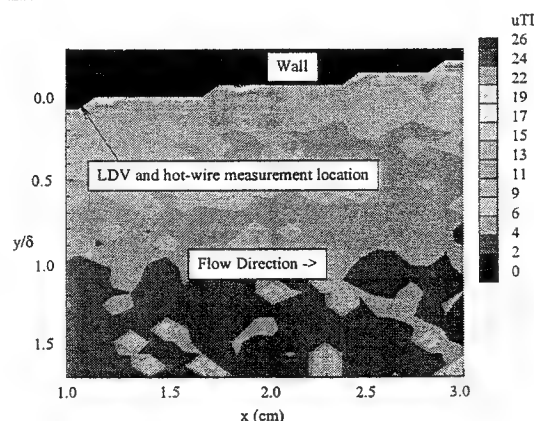 uTI
26
24
22
19
17
15
13
11
9
6
4
2
0
Wall
0.0
LDV and hot-wire measurement location
0.5
y/δ
Flow Direction ->
1.0
1.5
1.0 1.5 2.0 2.5 3.0
x (cm)